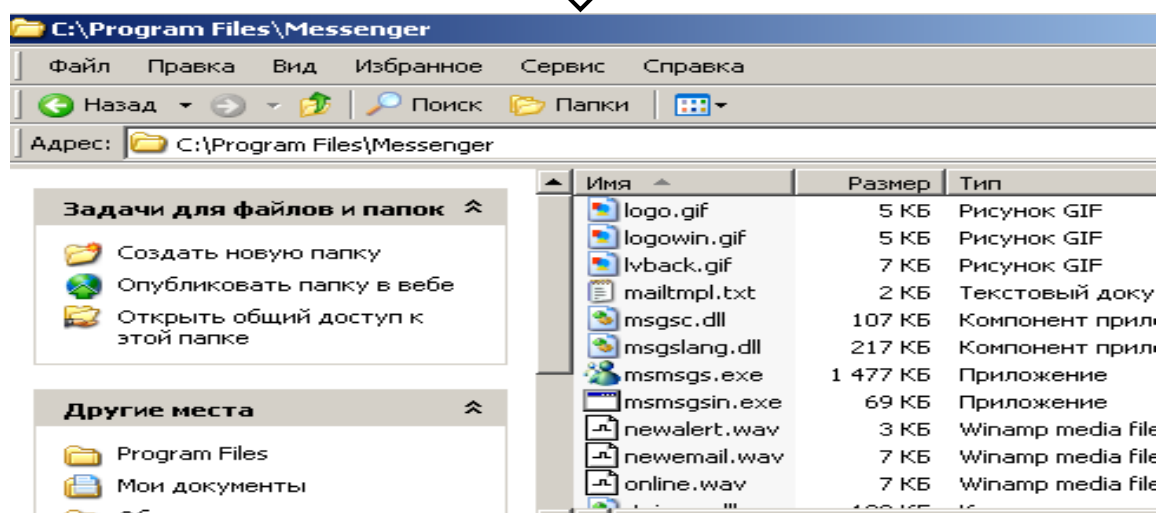 C:\Program Files\Messenger
Файл Правка Вид Избранное Сервис Справка
Назад Поиск Папки
Адрес: C:\Program Files\Messenger
Задачи для файлов и папок
Создать новую папку
Опубликовать папку в вебе
Открыть общий доступ к
этой папке
Другие места
Program Files
Мои документы
Имя Размер Тип
logo.gif 5 КБ Рисунок GIF
logowin.gif 5 КБ Рисунок GIF
lvback.gif 7 КБ Рисунок GIF
mailtmpl.txt 2 КБ Текстовый доку
msgsc.dll 107 КБ Компонент прил
msgslang.dll 217 КБ Компонент прил
msmsgs.exe 1 477 КБ Приложение
msmsgsin.exe 69 КБ Приложение
newalert.wav 3 КБ Winamp media file
newemail.wav 7 КБ Winamp media file
online.wav 7 КБ Winamp media file